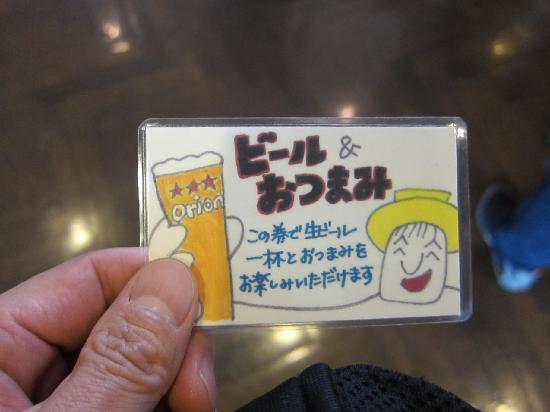 ビール &
おつまみ
Orion
この券で生ビール
一杯とおつまみを
お楽しみいただけます